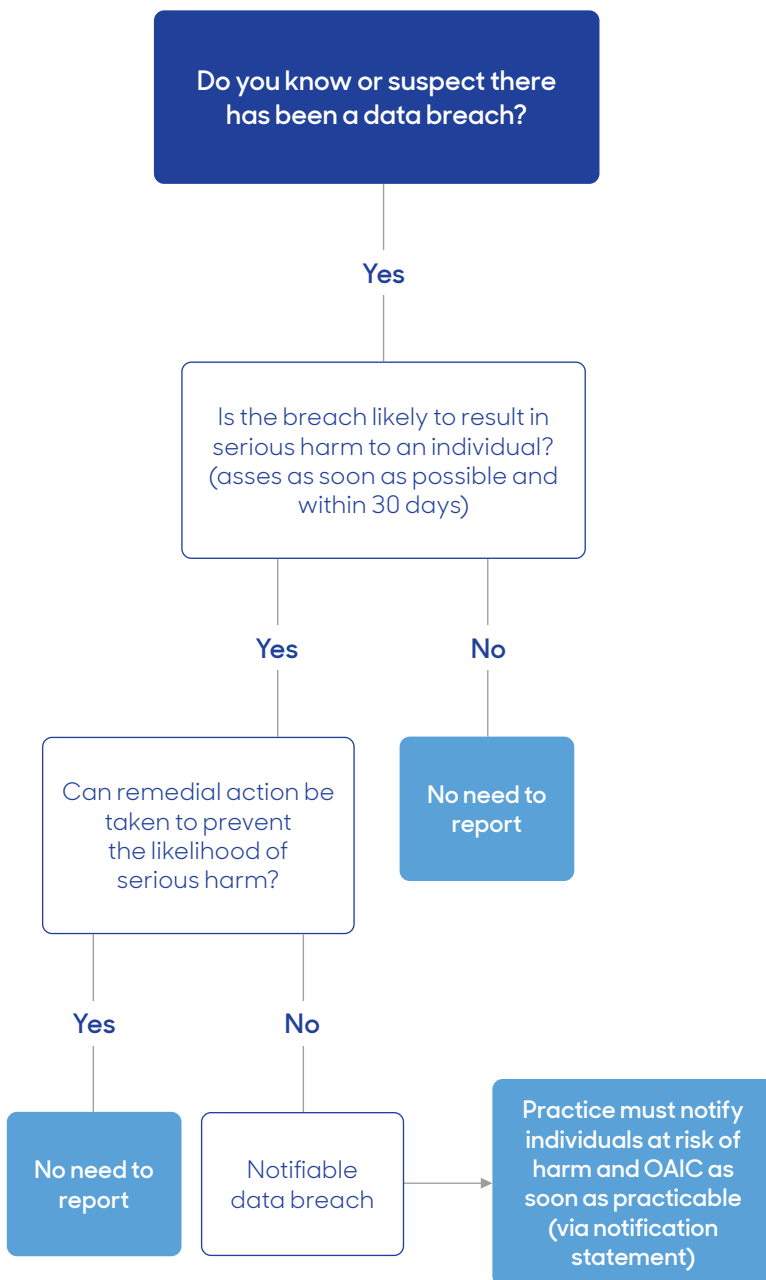 Do you know or suspect there
has been a data breach?
Yes
Is the breach likely to result in
serious harm to an individual?
(asses as soon as possible and
within 30 days)
Yes
No
Can remedial action be
taken to prevent
the likelihood of
serious harm?
No need to
report
Yes
No
No need to
report
Notifiable
data breach
Practice must notify
individuals at risk of
harm and OAIC as
soon as practicable
(via notification
statement)